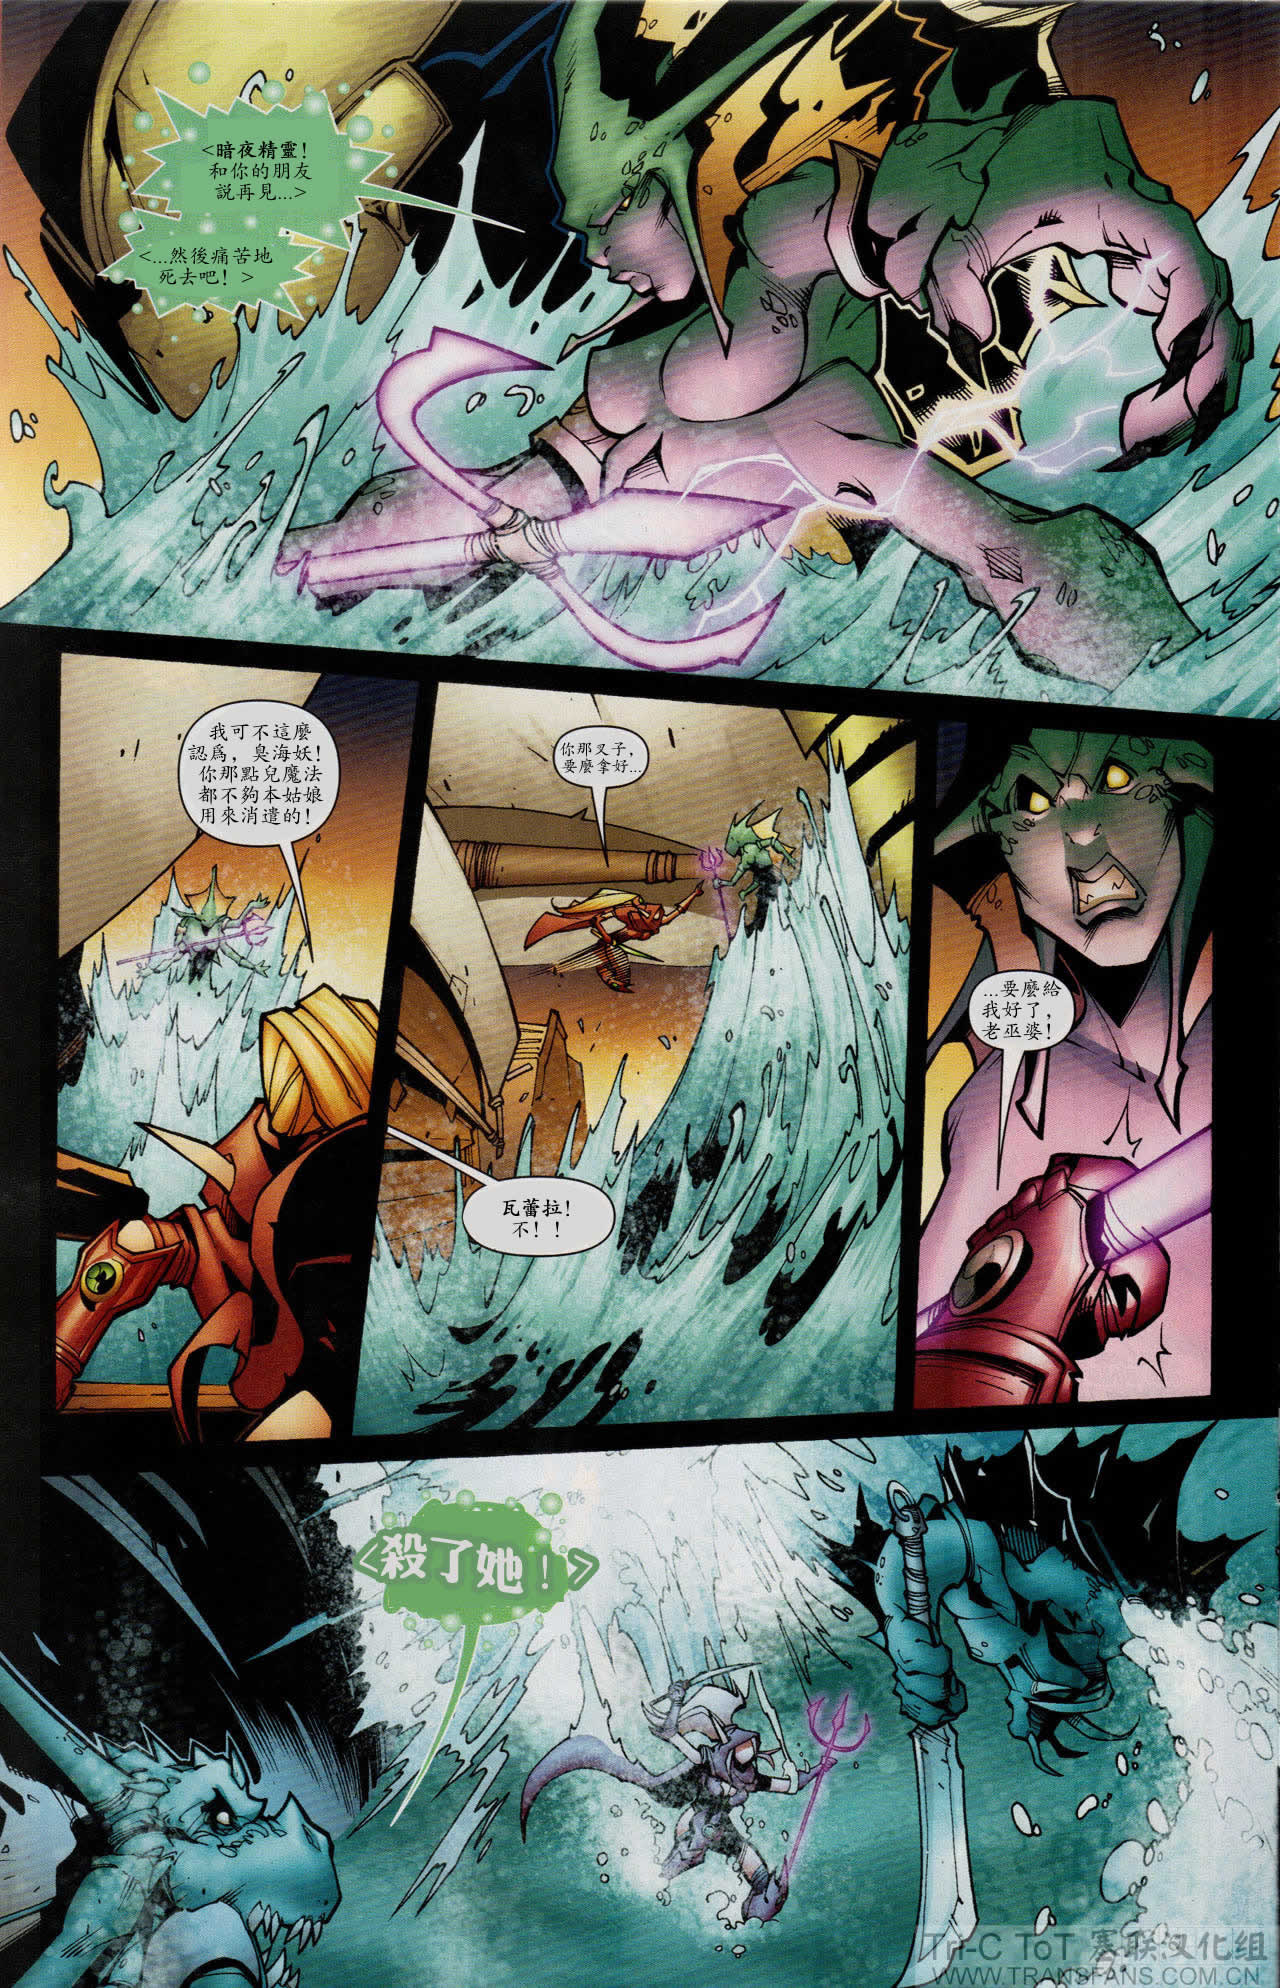 <暗夜精靈!
和你的朋友
說再見...>
<...然後痛苦地
死去吧！>
我可不這麼
認爲，臭海妖!
你那點兒魔法
都不夠本姑娘
用來消遣的!
你那叉子,
要麼拿好...
...要麼給
我好了,
老巫婆!
瓦蕾拉!
不！！
<殺了她！>
Tri-C ToT 塞联汉化组
WWW.TRANSFANS.COM.CN